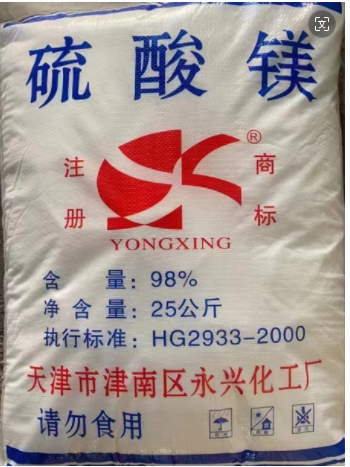 硫酸镁
®
注册 商标
YONGXING
含 量：98%
净含量：25公斤
执行标准：HG2933-2000
天津市津南区永兴化工厂
请勿食用